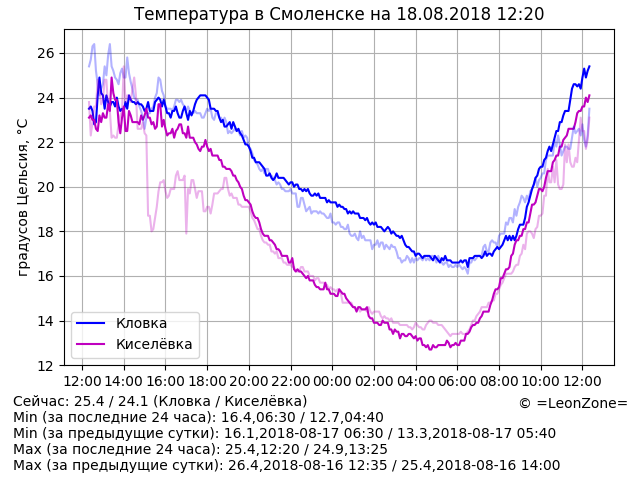 Температура в Смоленске на 18.08.2018 12:20
градусов Цельсия, °C
26
24
22
20
18
16
14
12
Кловка
Киселёвка
12:00 14:00 16:00 18:00 20:00 22:00 00:00 02:00 04:00 06:00 08:00 10:00 12:00
Сейчас: 25.4 / 24.1 (Кловка / Киселёвка)
© =LeonZone=
Min (за последние 24 часа): 16.4,06:30 / 12.7,04:40
Min (за предыдущие сутки): 16.1,2018-08-17 06:30 / 13.3,2018-08-17 05:40
Max (за последние 24 часа): 25.4,12:20 / 24.9,13:25
Max (за предыдущие сутки): 26.4,2018-08-16 12:35 / 25.4,2018-08-16 14:00